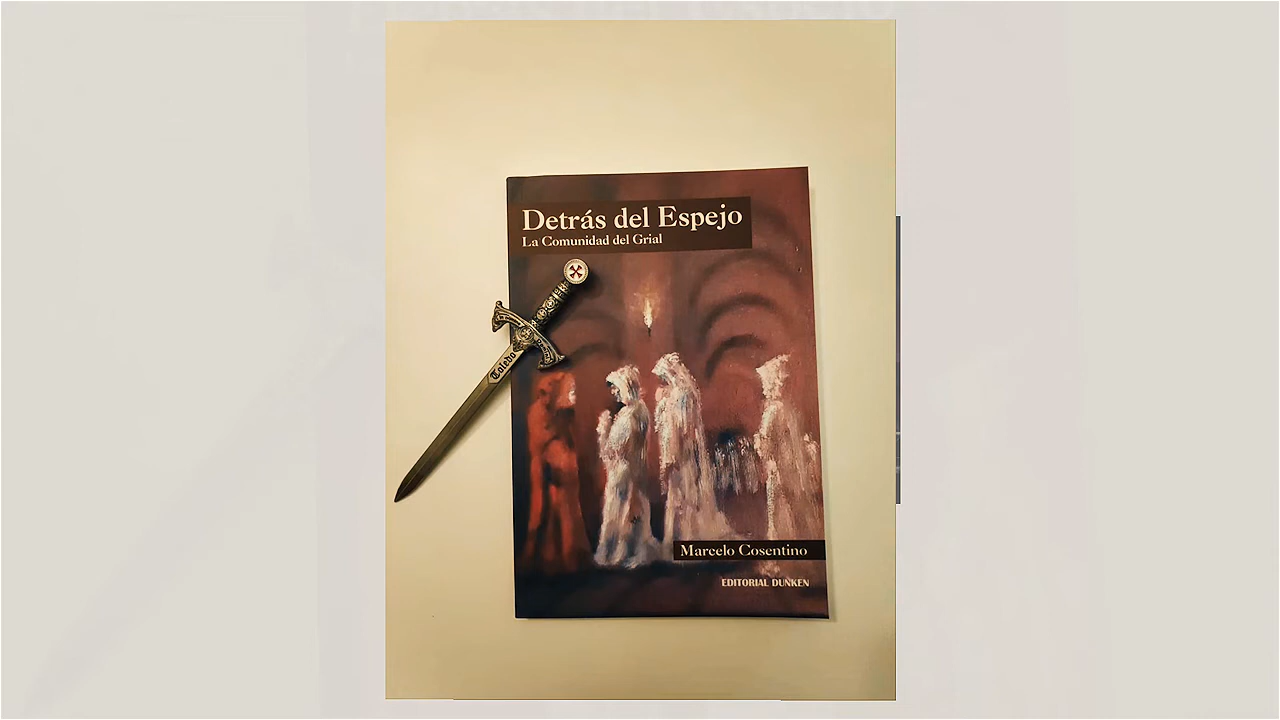 Detrás del Espejo
La Comunidad del Grial
Toledo
Marcelo Cosentino
EDITORIAL DUNKEN